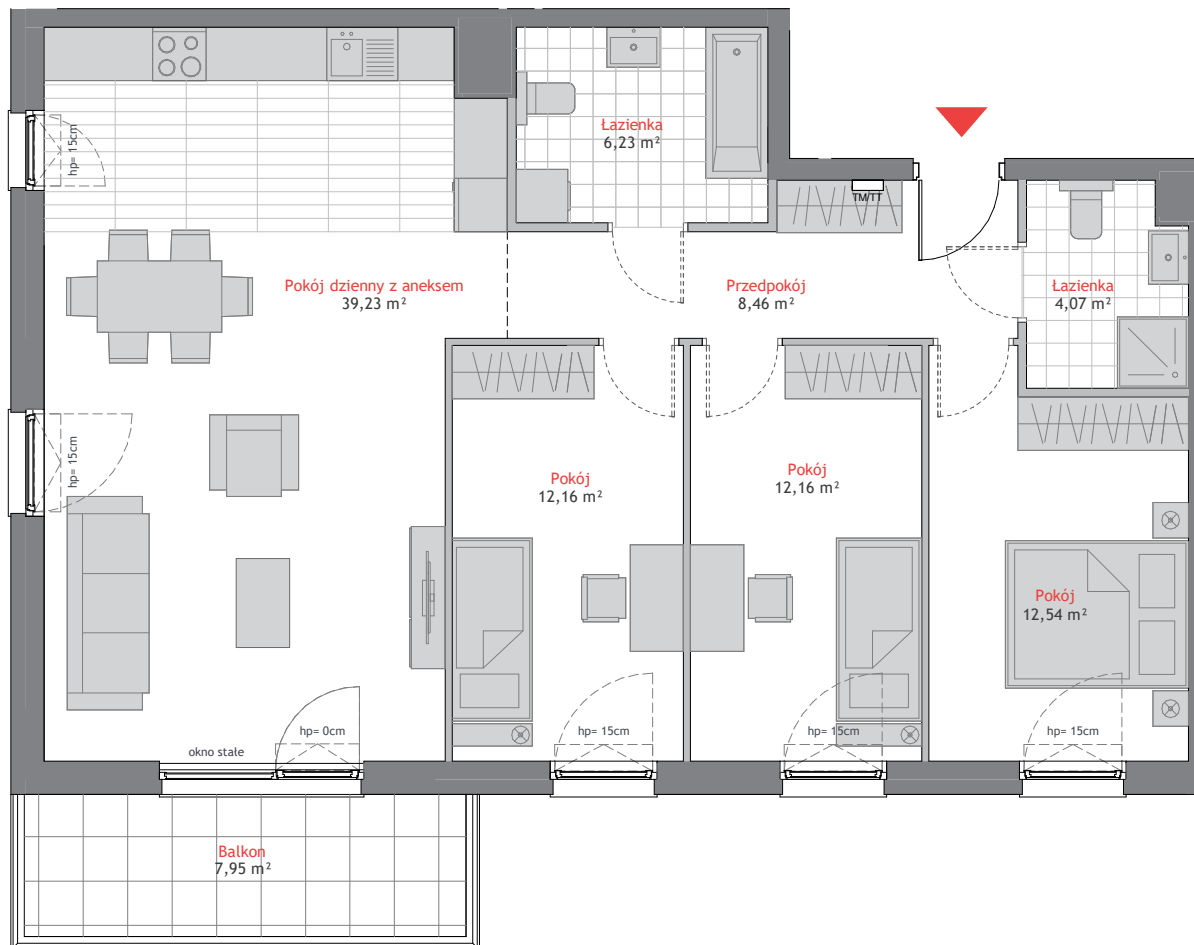 hp= 15cm
Łazienka
6,23 m²
TM/TT
Pokój dzienny z aneksem
39,23 m²
Przedpokój
8,46 m²
Łazienka
4,07 m²
hp= 15cm
Pokój
12,16 m²
Pokój
12,16 m²
Pokój
12,54 m²
okno stałe
hp= 0cm
hp= 15cm
hp= 15cm
hp= 15cm
Balkon
7,95 m²